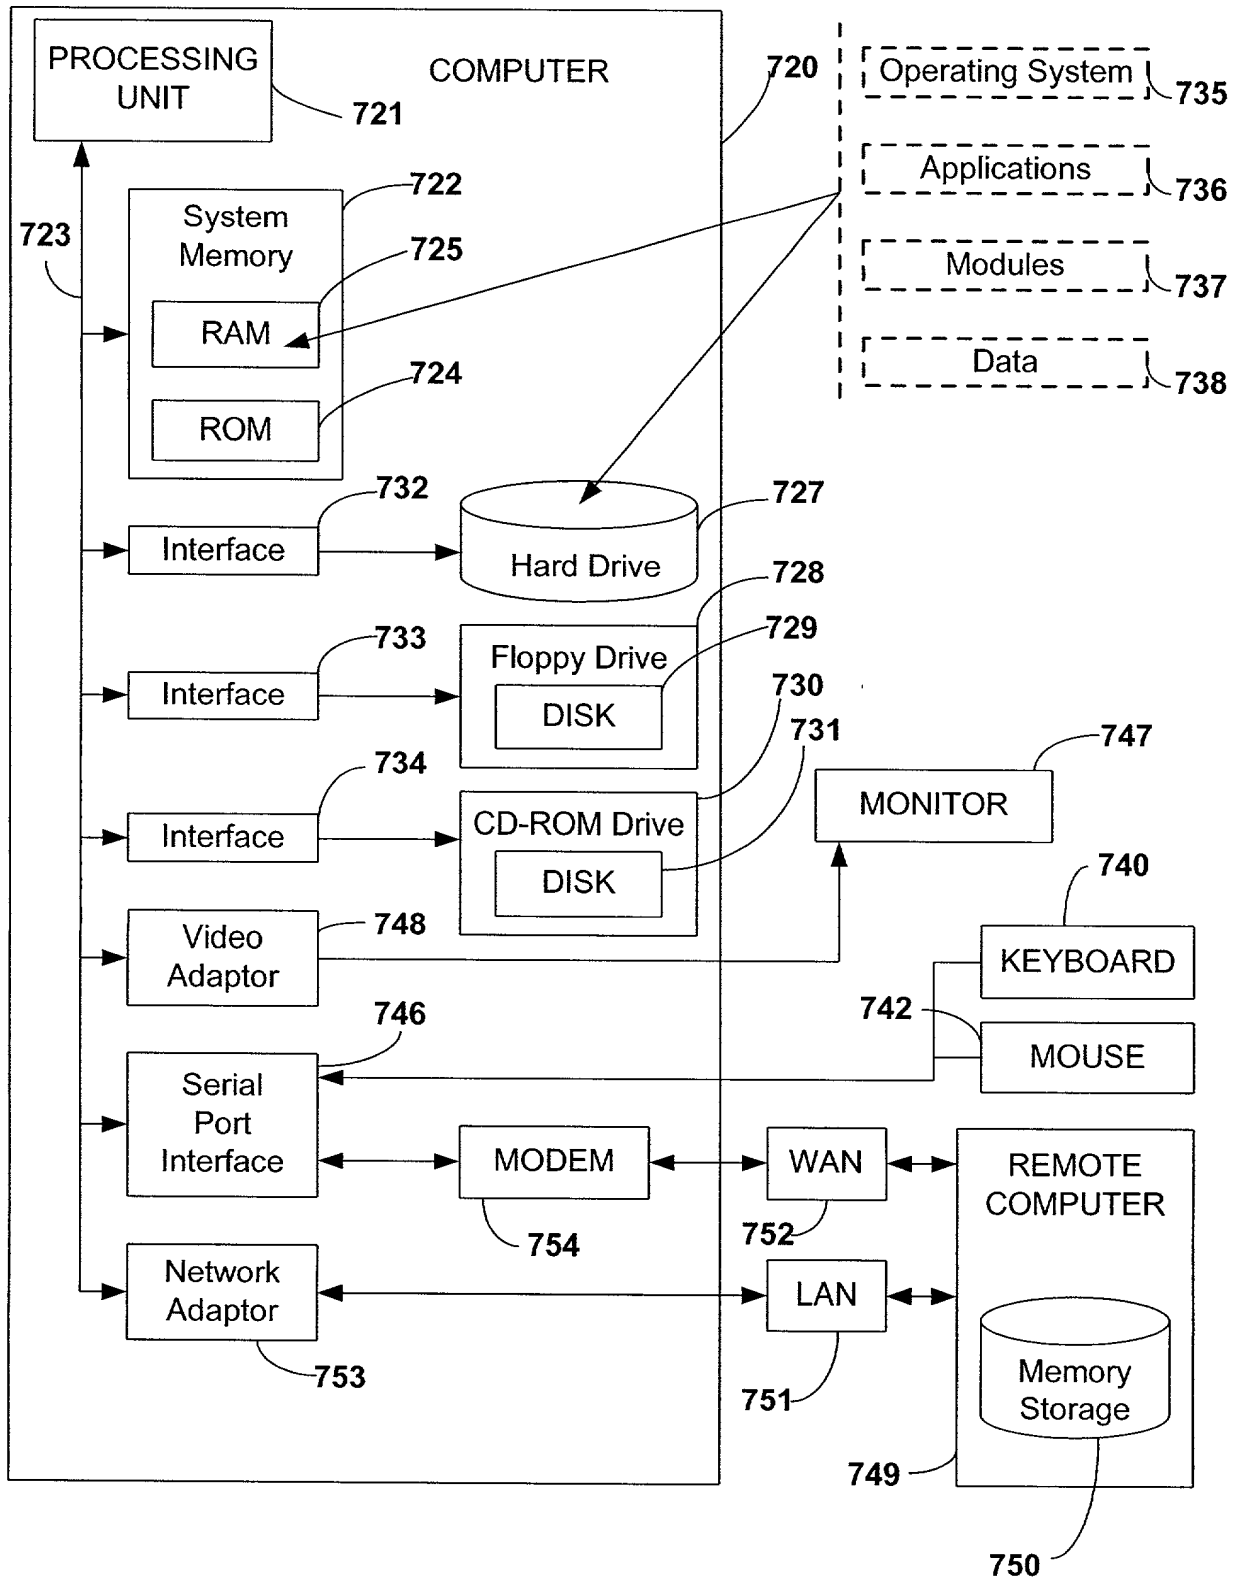 PROCESSING
UNIT
COMPUTER
720
721
Operating System
735
Applications
736
Modules
737
Data
738
722
System
Memory
723
725
RAM
724
ROM
732
Interface
727
Hard Drive
728
733
729
Interface
Floppy Drive
DISK
730
731
734
Interface
CD-ROM Drive
DISK
747
MONITOR
748
Video
Adaptor
740
KEYBOARD
742
MOUSE
746
Serial
Port
Interface
MODEM
754
WAN
752
REMOTE
COMPUTER
Network
Adaptor
753
LAN
751
Memory
Storage
749
750